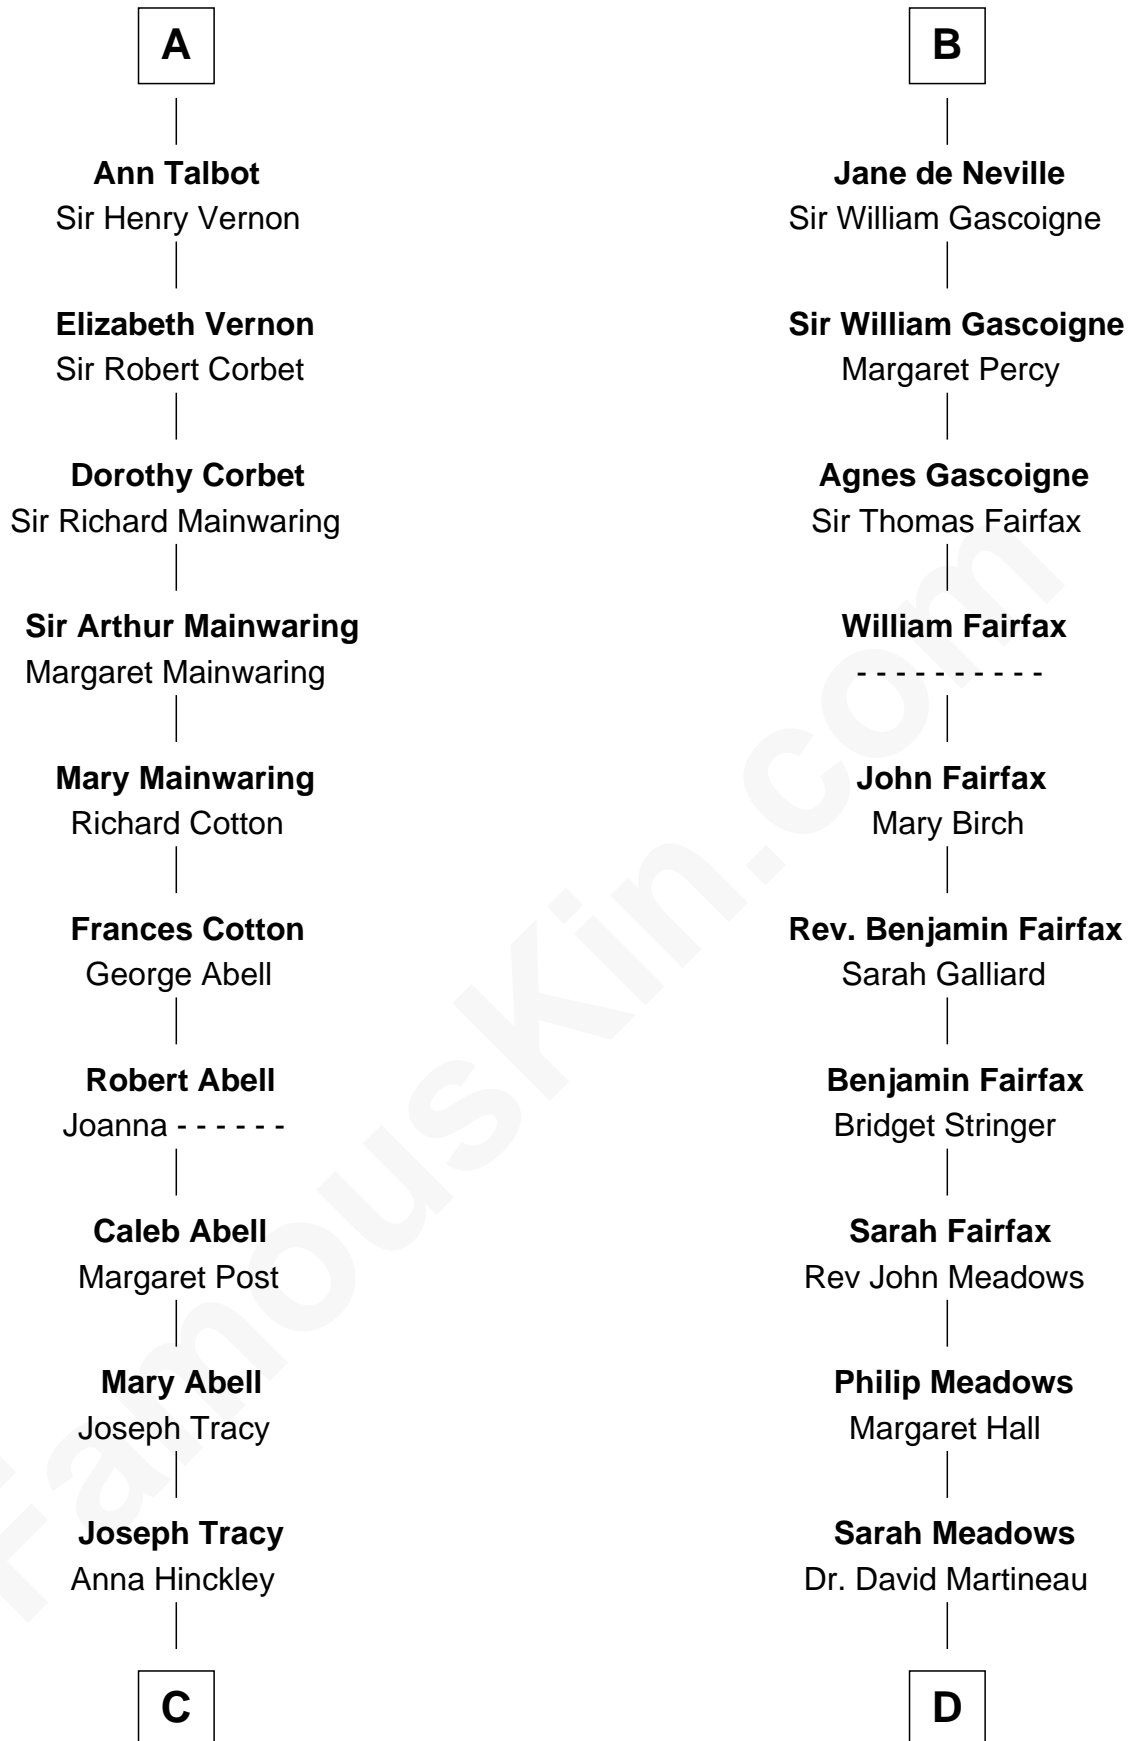 A
Ann Talbot
Sir Henry Vernon
Elizabeth Vernon
Sir Robert Corbet
Dorothy Corbet
Sir Richard Mainwaring
Sir Arthur Mainwaring
Margaret Mainwaring
Mary Mainwaring
Richard Cotton
Frances Cotton
George Abell
Robert Abell
Joanna - - - - - -
Caleb Abell
Margaret Post
Mary Abell
Joseph Tracy
Joseph Tracy
Anna Hinckley
C
B
Jane de Neville
Sir William Gascoigne
Sir William Gascoigne
Margaret Percy
Agnes Gascoigne
Sir Thomas Fairfax
William Fairfax
- - - - - - - - - -
John Fairfax
Mary Birch
Rev. Benjamin Fairfax
Sarah Galliard
Benjamin Fairfax
Bridget Stringer
Sarah Fairfax
Rev John Meadows
Philip Meadows
Margaret Hall
Sarah Meadows
Dr. David Martineau
D
FamousKin.com